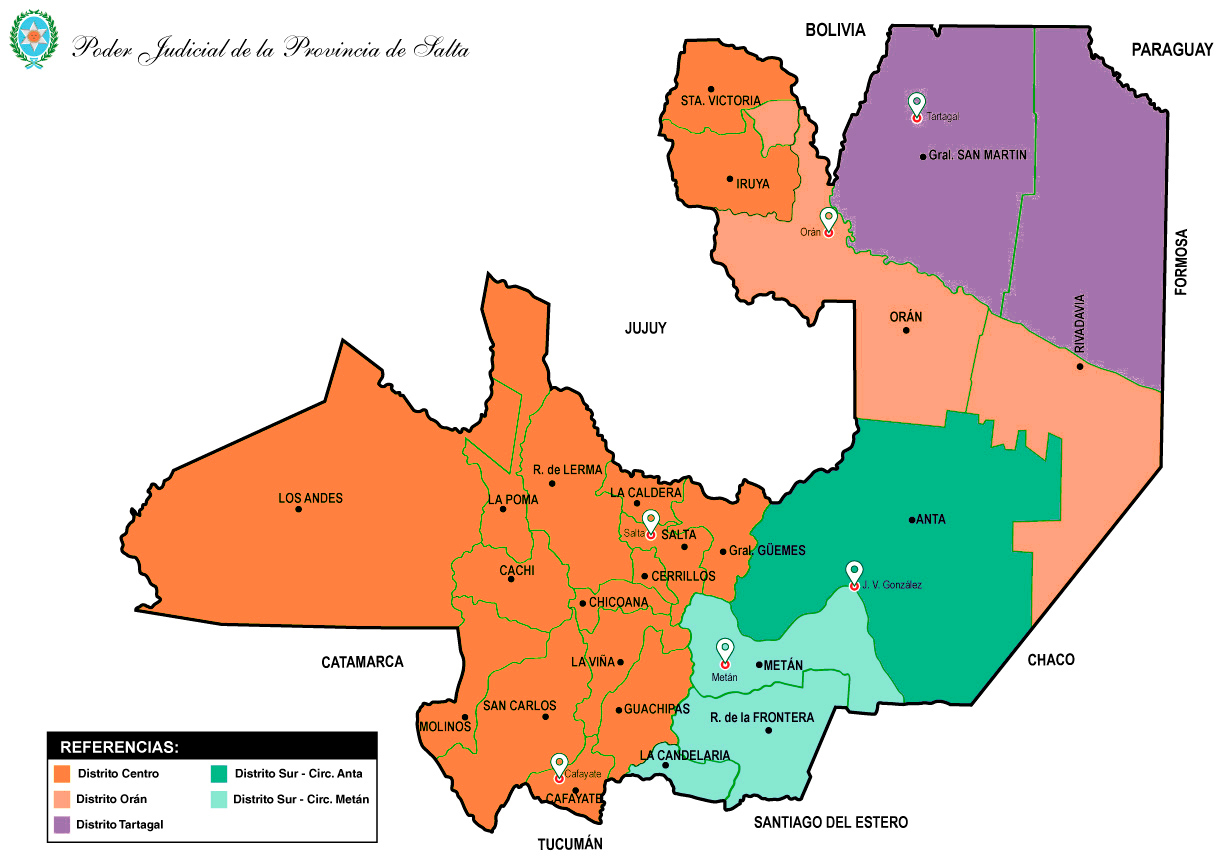 Poder Judicial de la Provincia de Salta
BOLIVIA
PARAGUAY
STA. VICTORIA
Tartagal
Gral. SAN MARTIN
IRUYA
Orán
FORMOSA
ORÁN
RIVADAVIA
JUJUY
R. de LERMA
LOS ANDES
LA POMA
LA CALDERA
Salta
SALTA
ANTA
Gral. GÜEMES
CACHI
CERRILLOS
J. V. González
CHICOANA
CATAMARCA
LA VIÑA
METÁN
Metán
CHACO
SAN CARLOS
GUACHIPAS
R. de la FRONTERA
MOLINOS
LA CANDELARIA
Cafayate
CAFAYATE
TUCUMÁN
SANTIAGO DEL ESTERO
REFERENCIAS:
Distrito Centro
Distrito Orán
Distrito Tartagal
Distrito Sur - Circ. Anta
Distrito Sur - Circ. Metán